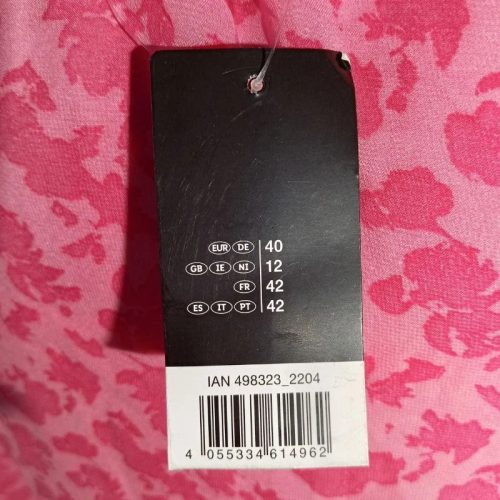 EUR DE 40
GB IE NI 12
FR 42
ES IT PT 42
IAN 498323_2204
4 055334 614962